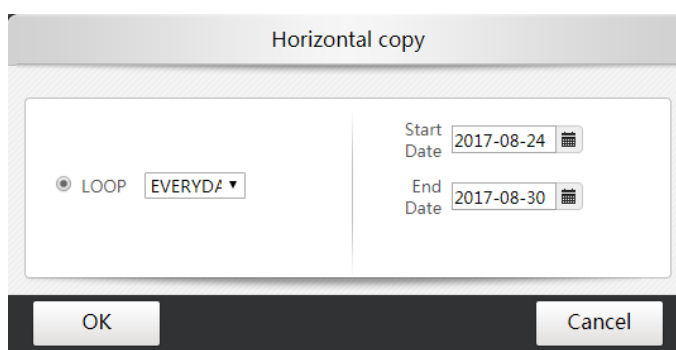 Horizontal copy
LOOP EVERYDA
Start
Date 2017-08-24
End
Date 2017-08-30
OK Cancel